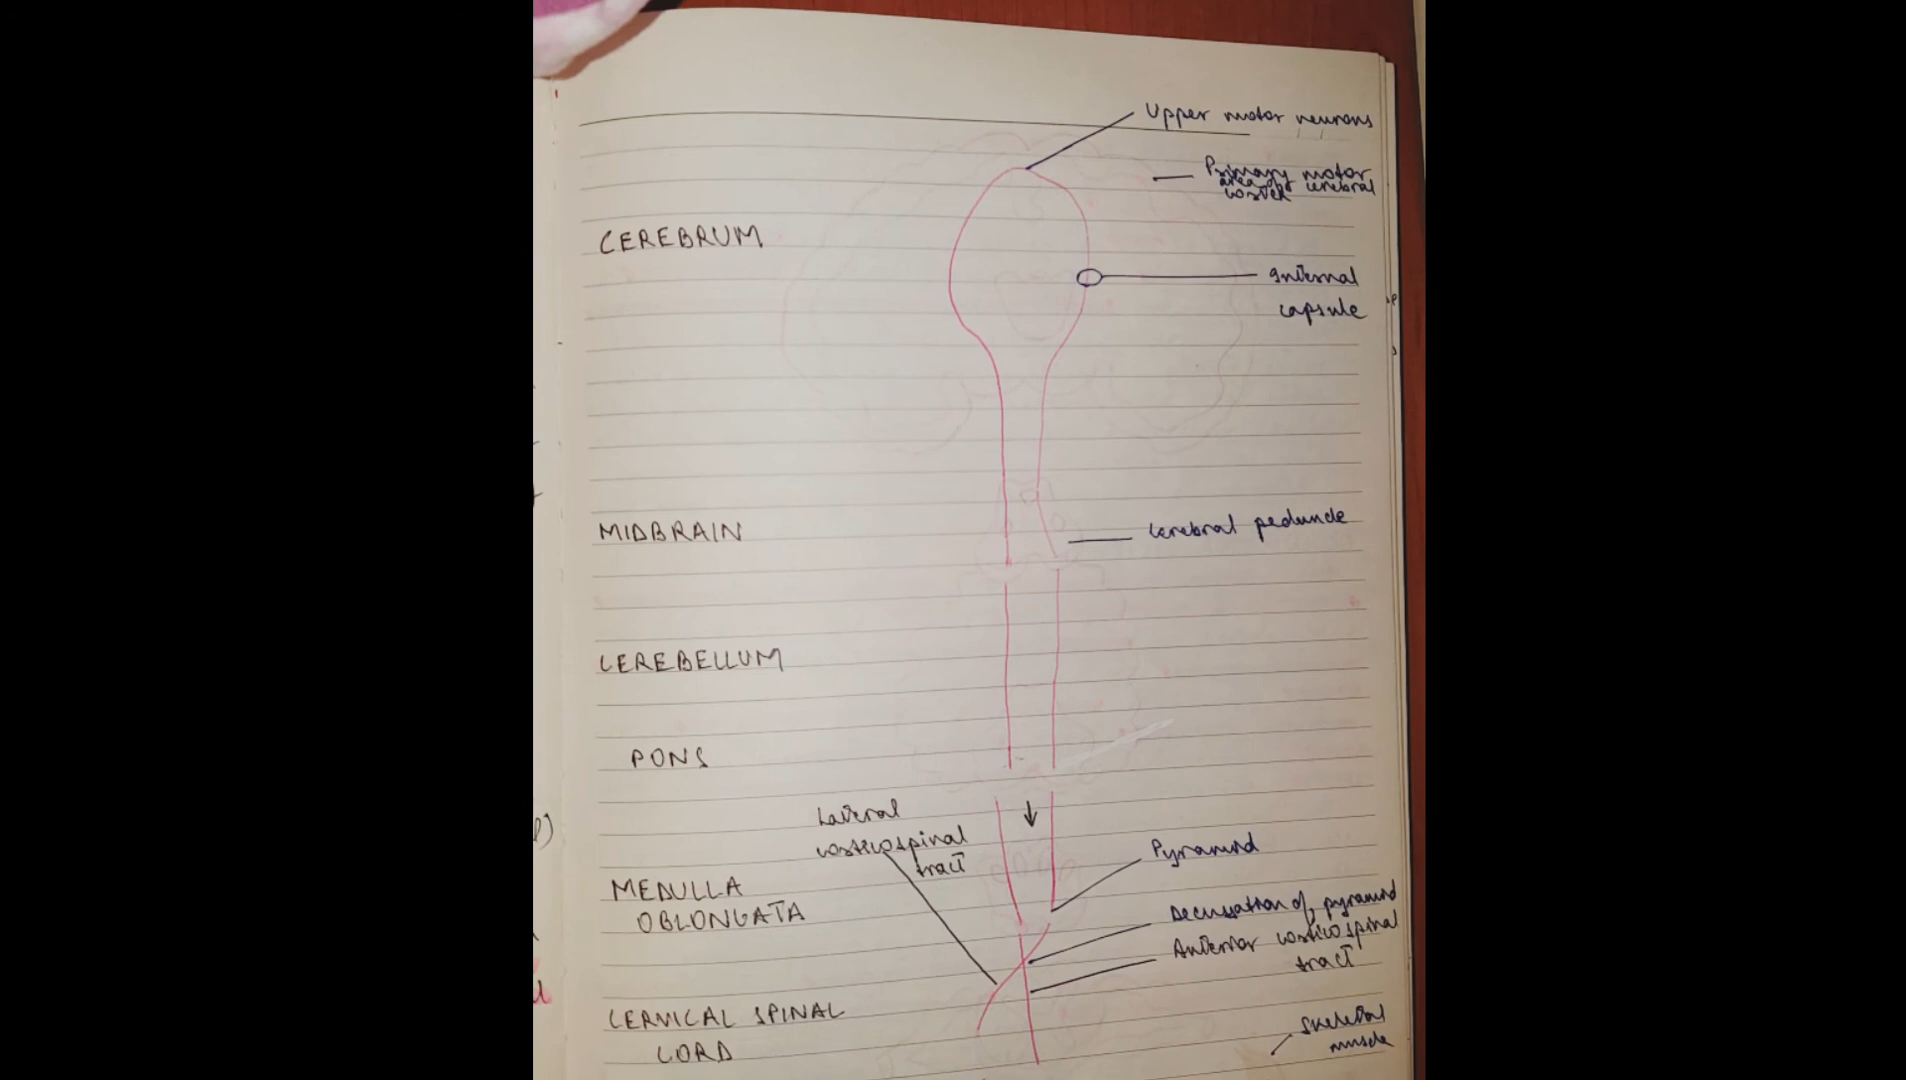 Upper motor neurons
Primary motor
area of cerebral
cortex
CEREBRUM
Internal
capsule
MIDBRAIN
Cerebral peduncle
CEREBELLUM
PONS
Lateral
corticospinal
tract
Pyramid
MEDULLA
OBLONGATA
Decussation of pyramid
Anterior corticospinal
tract
CERVICAL SPINAL
CORD
Skeletal
muscle